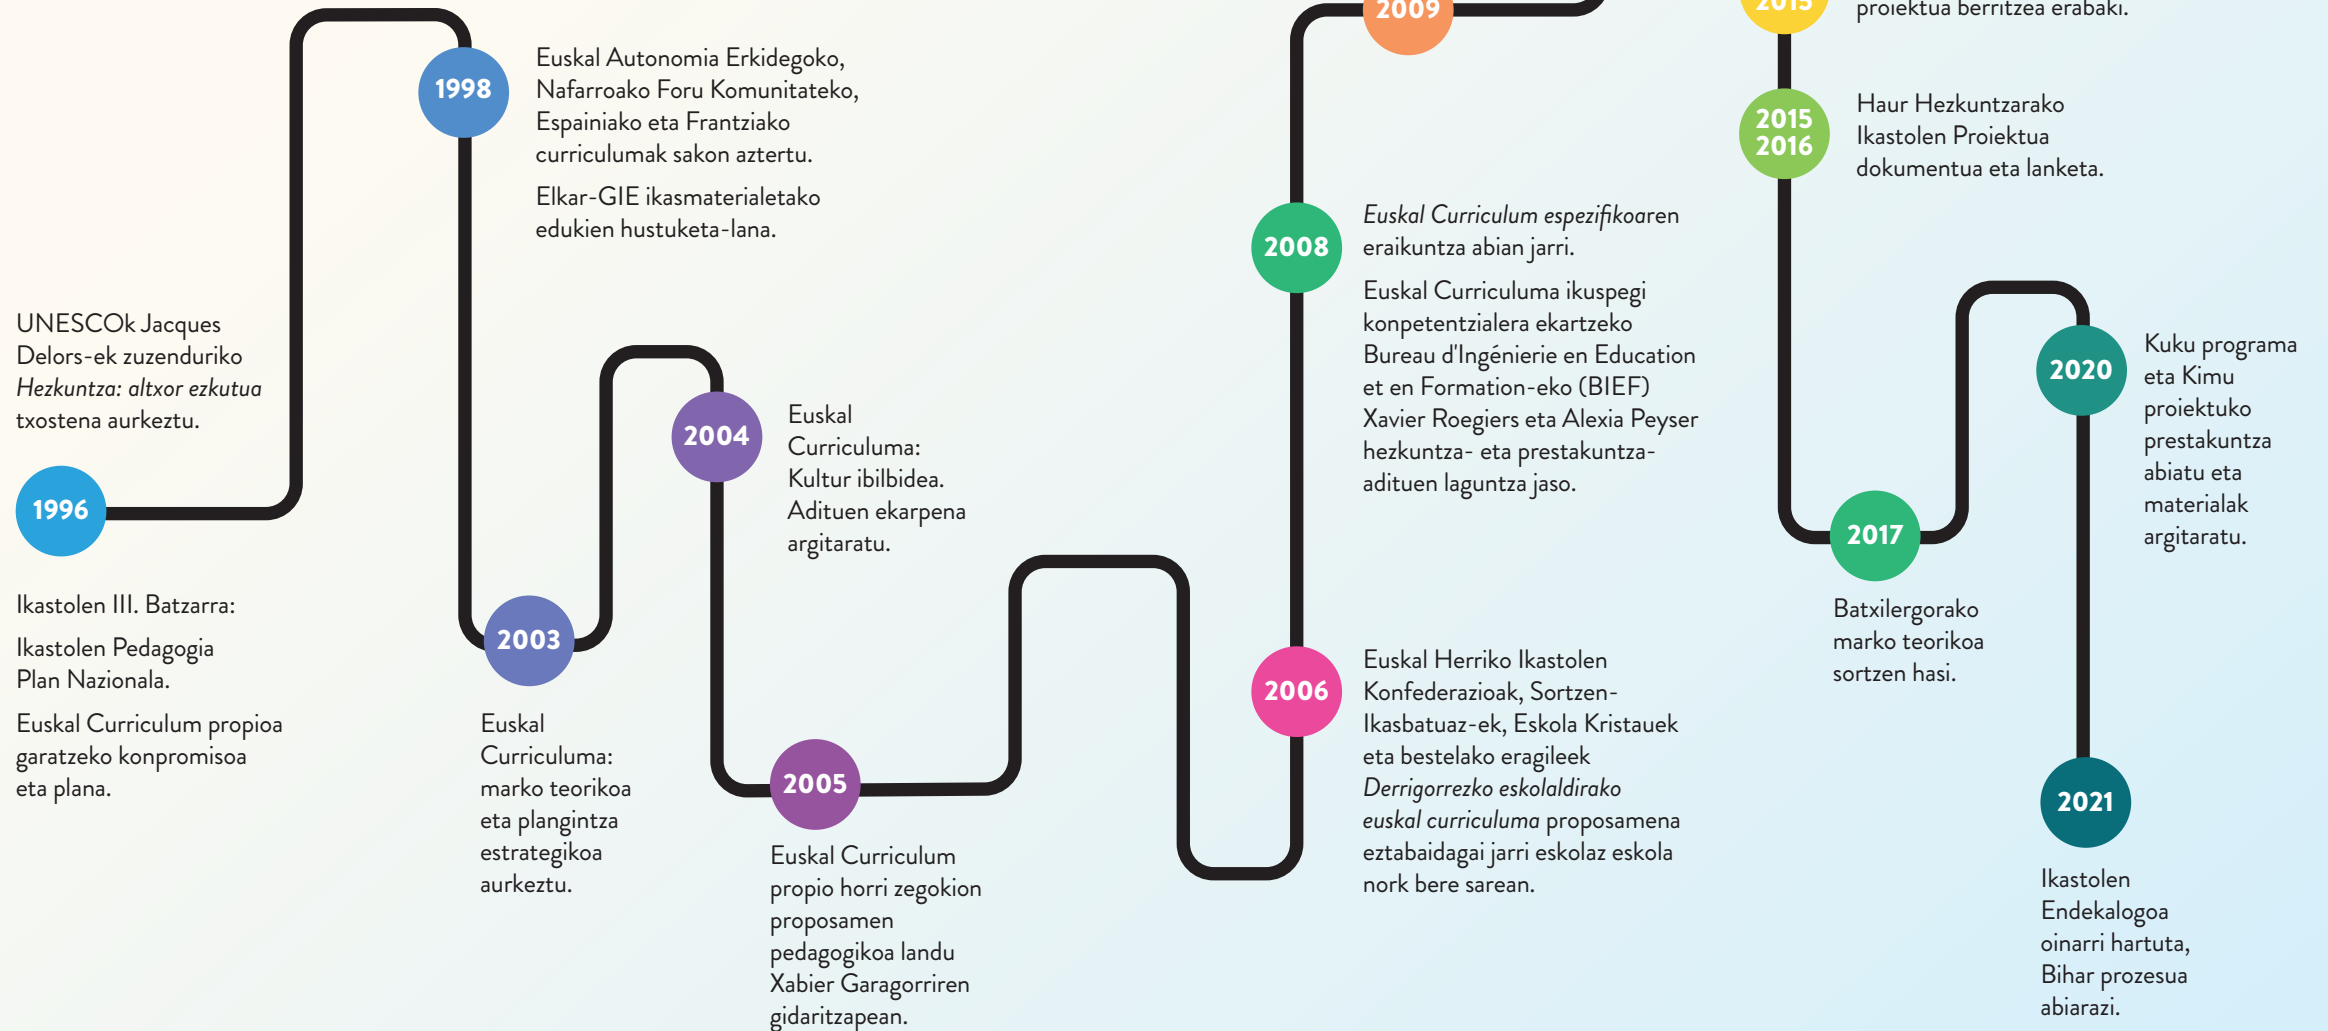 UNESCOk Jacques
Delors-ek zuzenduriko
Hezkuntza: altxor ezkutua
txostena aurkeztu.
1996
Ikastolen III. Batzarra:
Ikastolen Pedagogia
Plan Nazionala.
Euskal Curriculum propioa
garatzeko konpromisoa
eta plana.
1998
Euskal Autonomia Erkidegoko,
Nafarroako Foru Komunitateko,
Espainiako eta Frantziako
curriculumak sakon aztertu.
Elkar-GIE ikasmaterialetako
edukien hustuketa-lana.
2003
Euskal
Curriculuma:
marko teorikoa
eta plangintza
estrategikoa
aurkeztu.
2004
Euskal
Curriculuma:
Kultur ibilbidea.
Adituen ekarpena
argitaratu.
2005
Euskal Curriculum
propio horri zegokion
proposamen
pedagogikoa landu
Xabier Garagorriren
gidaritzapean.
2006
Euskal Herriko Ikastolen
Konfederazioak, Sortzen-
Ikasbatuaz-ek, Eskola Kristauek
eta bestelako eragileek
Derrigorrezko eskolaldirako
euskal curriculuma proposamena
eztabaidagai jarri eskolaz eskola
nork bere sarean.
2008
Euskal Curriculum espezifikoaren
eraikuntza abian jarri.
Euskal Curriculuma ikuspegi
konpetentzialera ekartzeko
Bureau d'Ingénierie en Education
et en Formation-eko (BIEF)
Xavier Roegiers eta Alexia Peyser
hezkuntza- eta prestakuntza-
adituen laguntza jaso.
2009
2015
proiektua berritzea erabaki.
2015
2016
Haur Hezkuntzarako
Ikastolen Proiektua
dokumentua eta lanketa.
2017
Batxilergorako
marko teorikoa
sortzen hasi.
2020
Kuku programa
eta Kimu
proiektuko
prestakuntza
abiatu eta
materialak
argitaratu.
2021
Ikastolen
Endekalogoa
oinarri hartuta,
Bihar prozesua
abiarazi.